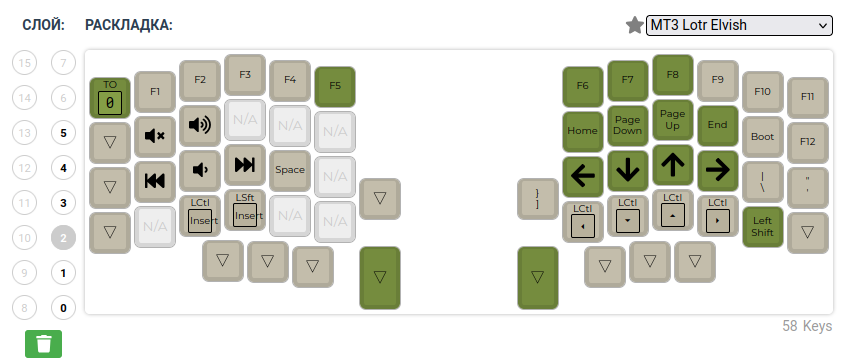 СЛОЙ: РАСКЛАДКА: MT3 Lotr Elvish
15 7
14 6
13 5
12 4
11 3
10 2
9 1
8 0
TO 0 F1 F2 F3 F4 F5 F6 F7 F8 F9 F10 F11
N/A N/A N/A Home Page Down Page Up End Boot F12
Space N/A | \ " '
N/A LCtl Insert LSft Insert N/A N/A } ] LCtl LCtl LCtl LCtl Left Shift
58 Keys